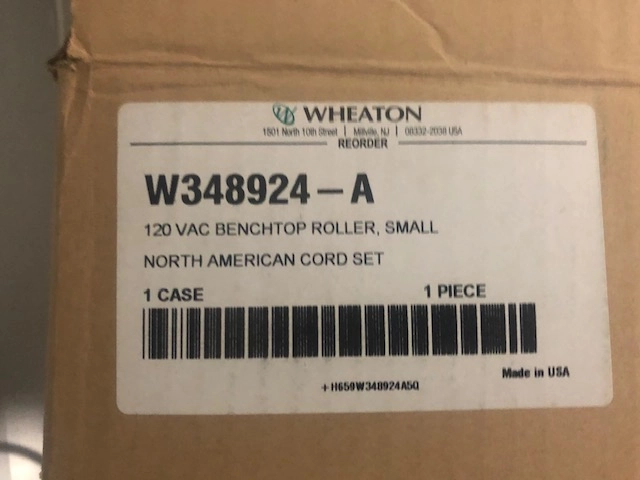 WHEATON
1501 North 10th Street | Millville, NJ | 08332-2038 USA
REORDER
W348924-A
120 VAC BENCHTOP ROLLER, SMALL
NORTH AMERICAN CORD SET
1 CASE 1 PIECE
Made in USA
+H659W348924A5Q